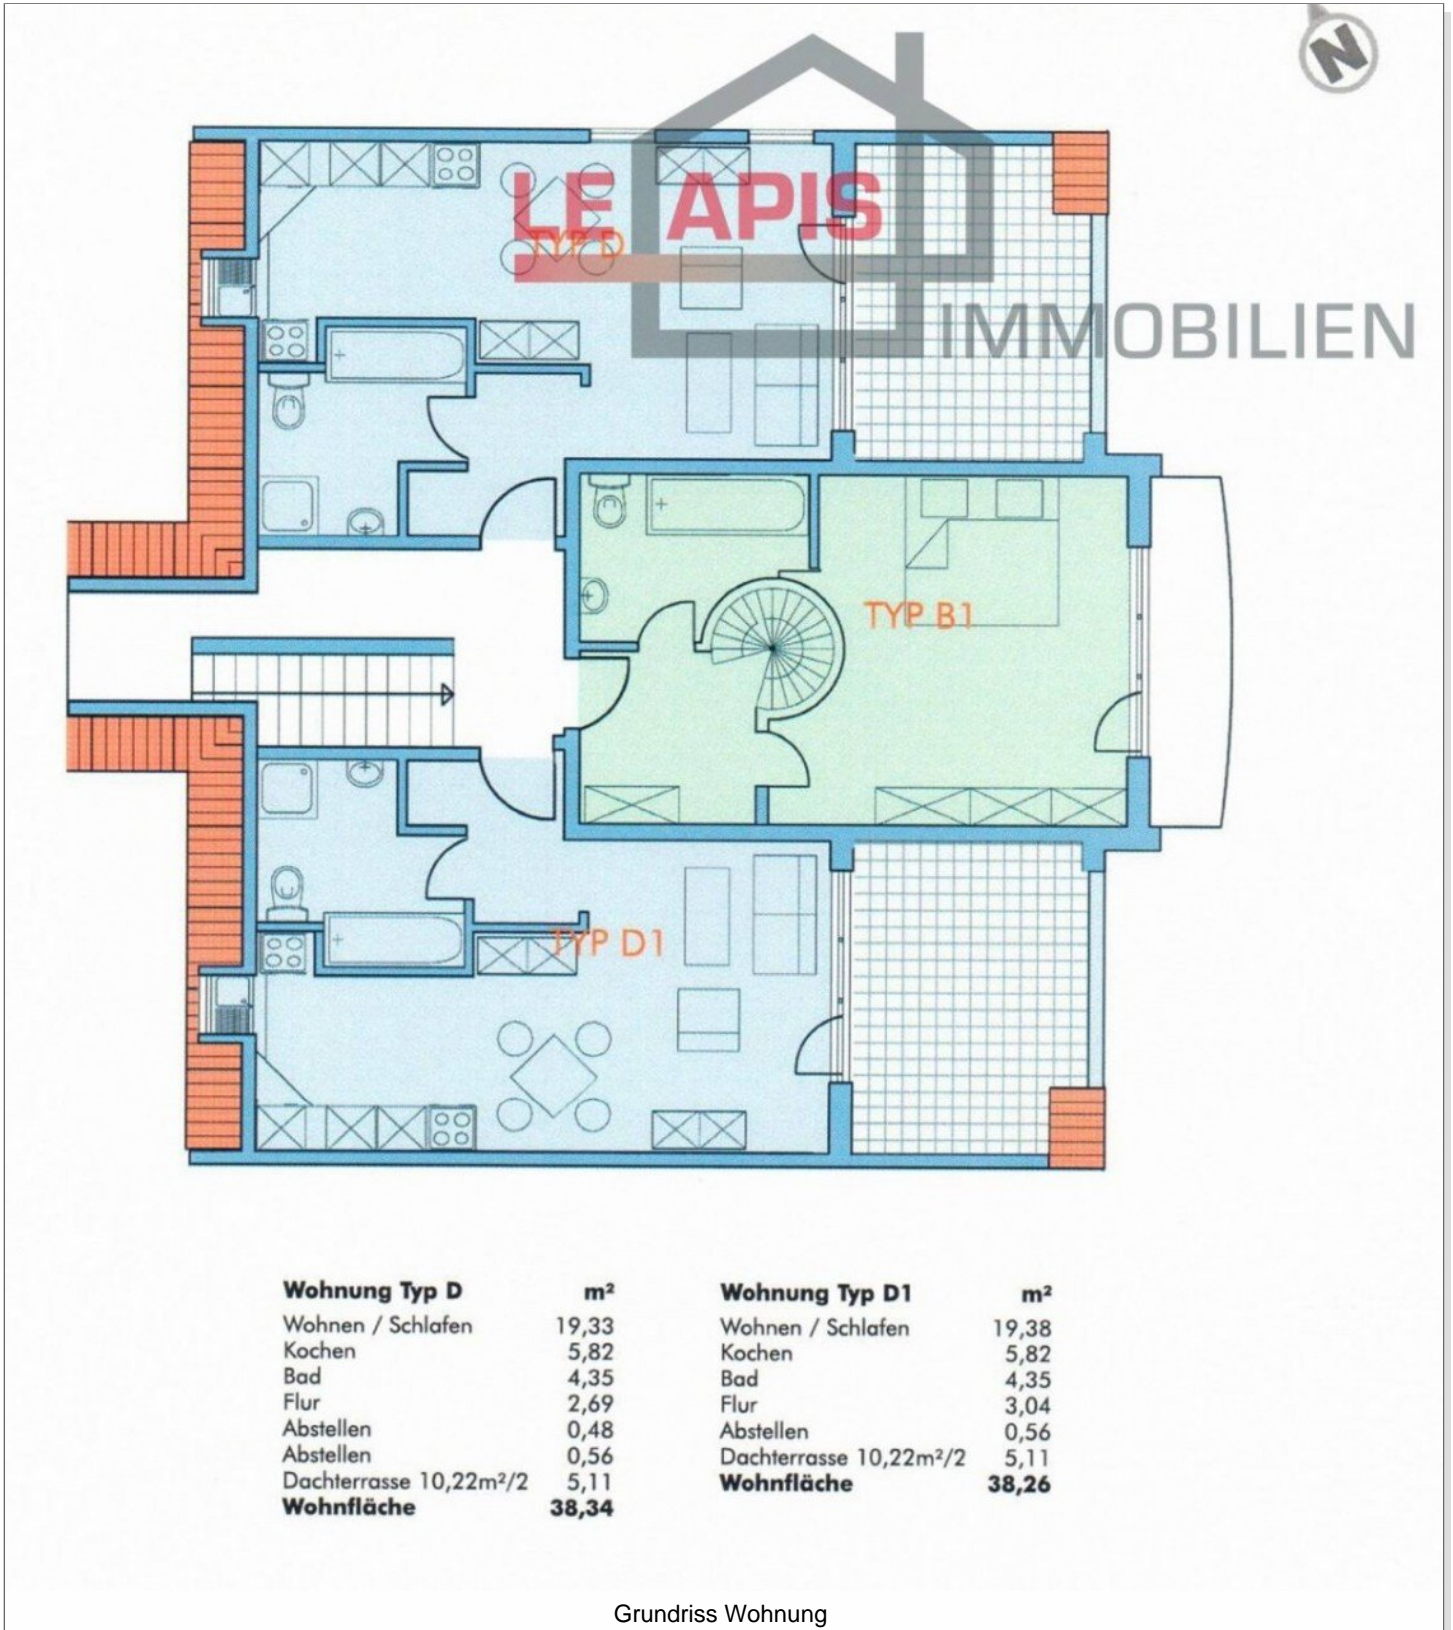 N
LE APIS
IMMOBILIEN
TYP D
TYP B1
TYP D1
Wohnung Typ D m²
Wohnen / Schlafen 19,33
Kochen 5,82
Bad 4,35
Flur 2,69
Abstellen 0,48
Abstellen 0,56
Dachterrasse 10,22m²/2 5,11
Wohnfläche 38,34
Wohnung Typ D1 m²
Wohnen / Schlafen 19,38
Kochen 5,82
Bad 4,35
Flur 3,04
Abstellen 0,56
Dachterrasse 10,22m²/2 5,11
Wohnfläche 38,26
Grundriss Wohnung